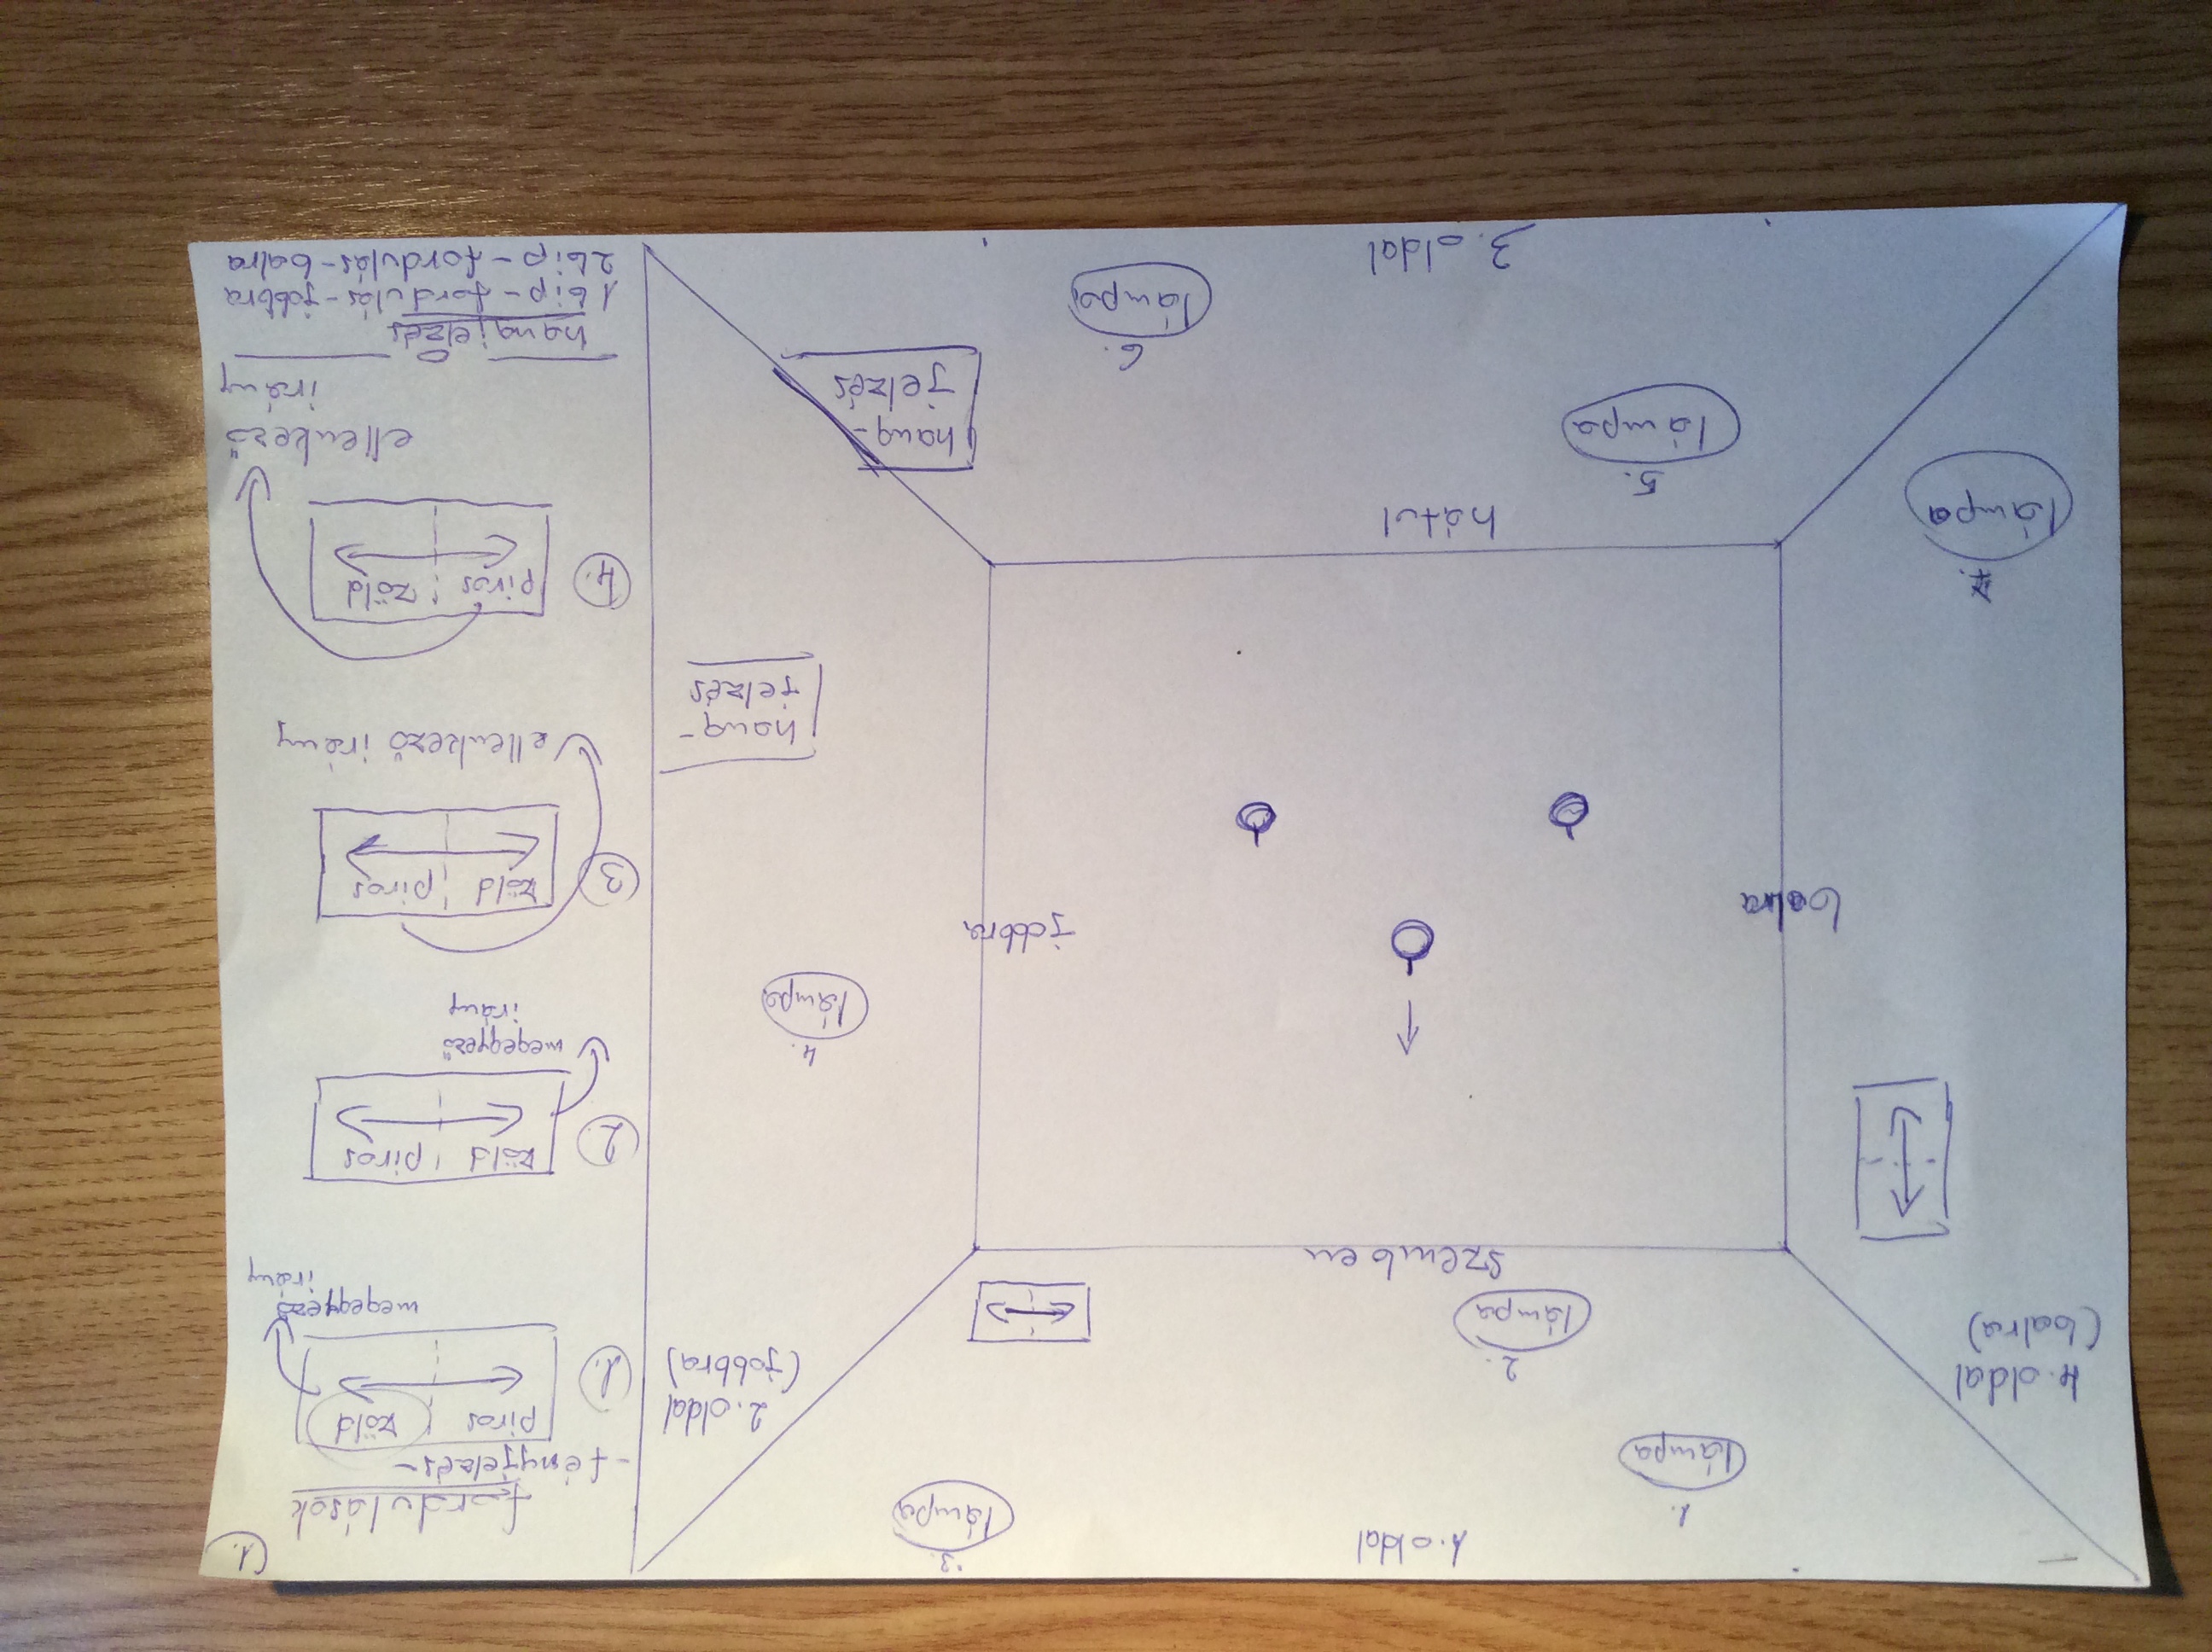 1. oldal
1.
lámpa
2.
lámpa
3.
lámpa
4. oldal
(balra)
2. oldal
(jobbra)
szemben
balra
jobbra
4.
lámpa
hang-
jelzés
7.
lámpa
hátul
5.
lámpa
hang-
jelzés
6.
lámpa
3. oldal
1.
fordulások
- fényjelzés -
1.
piros zöld
megegyező
irány
2.
zöld piros
megegyező
irány
3
zöld piros
ellenkező irány
4.
piros zöld
ellenkező
irány
hangjelzés
1 bip - fordulás - jobbra
2 bip - fordulás - balra